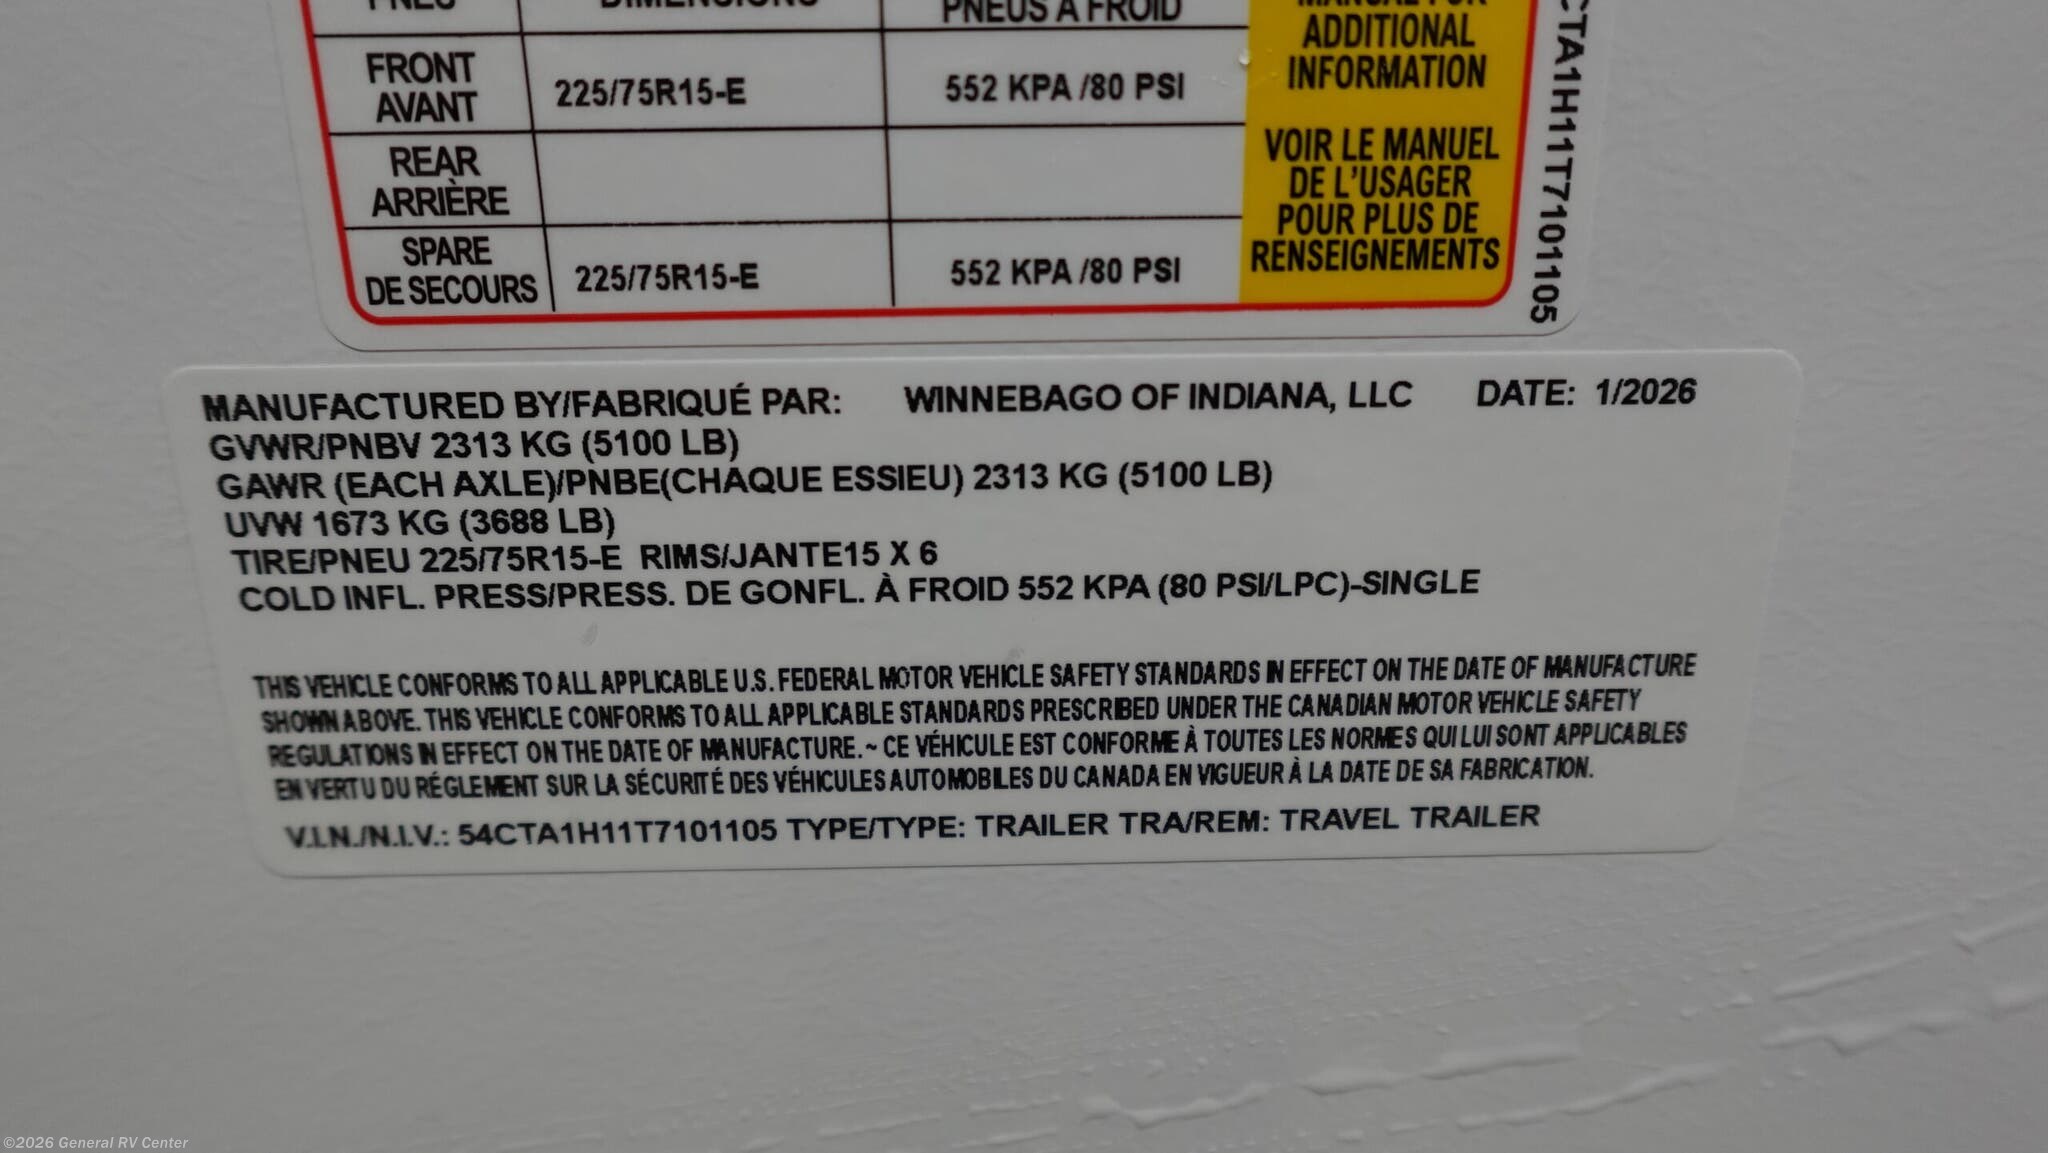 PNEU DIMENSIONS PNEUS À FROID
MANUAL FOR
ADDITIONAL
INFORMATION
FRONT
AVANT
225/75R15-E 552 KPA /80 PSI
REAR
ARRIÈRE
SPARE
DE SECOURS
225/75R15-E 552 KPA /80 PSI
VOIR LE MANUEL
DE L'USAGER
POUR PLUS DE
RENSEIGNEMENTS
CTA1H11T7101105
MANUFACTURED BY/FABRIQUÉ PAR: WINNEBAGO OF INDIANA, LLC DATE: 1/2026
GVWR/PNBV 2313 KG (5100 LB)
GAWR (EACH AXLE)/PNBE(CHAQUE ESSIEU) 2313 KG (5100 LB)
UVW 1673 KG (3688 LB)
TIRE/PNEU 225/75R15-E RIMS/JANTE15 X 6
COLD INFL. PRESS/PRESS. DE GONFL. À FROID 552 KPA (80 PSI/LPC)-SINGLE
THIS VEHICLE CONFORMS TO ALL APPLICABLE U.S. FEDERAL MOTOR VEHICLE SAFETY STANDARDS IN EFFECT ON THE DATE OF MANUFACTURE
SHOWN ABOVE. THIS VEHICLE CONFORMS TO ALL APPLICABLE STANDARDS PRESCRIBED UNDER THE CANADIAN MOTOR VEHICLE SAFETY
REGULATIONS IN EFFECT ON THE DATE OF MANUFACTURE. ~ CE VÉHICULE EST CONFORME À TOUTES LES NORMES QUI LUI SONT APPLICABLES
EN VERTU DU RÉGLEMENT SUR LA SÉCURITÉ DES VÉHICULES AUTOMOBILES DU CANADA EN VIGUEUR À LA DATE DE SA FABRICATION.
V.I.N./N.I.V.: 54CTA1H11T7101105 TYPE/TYPE: TRAILER TRA/REM: TRAVEL TRAILER
©2026 General RV Center